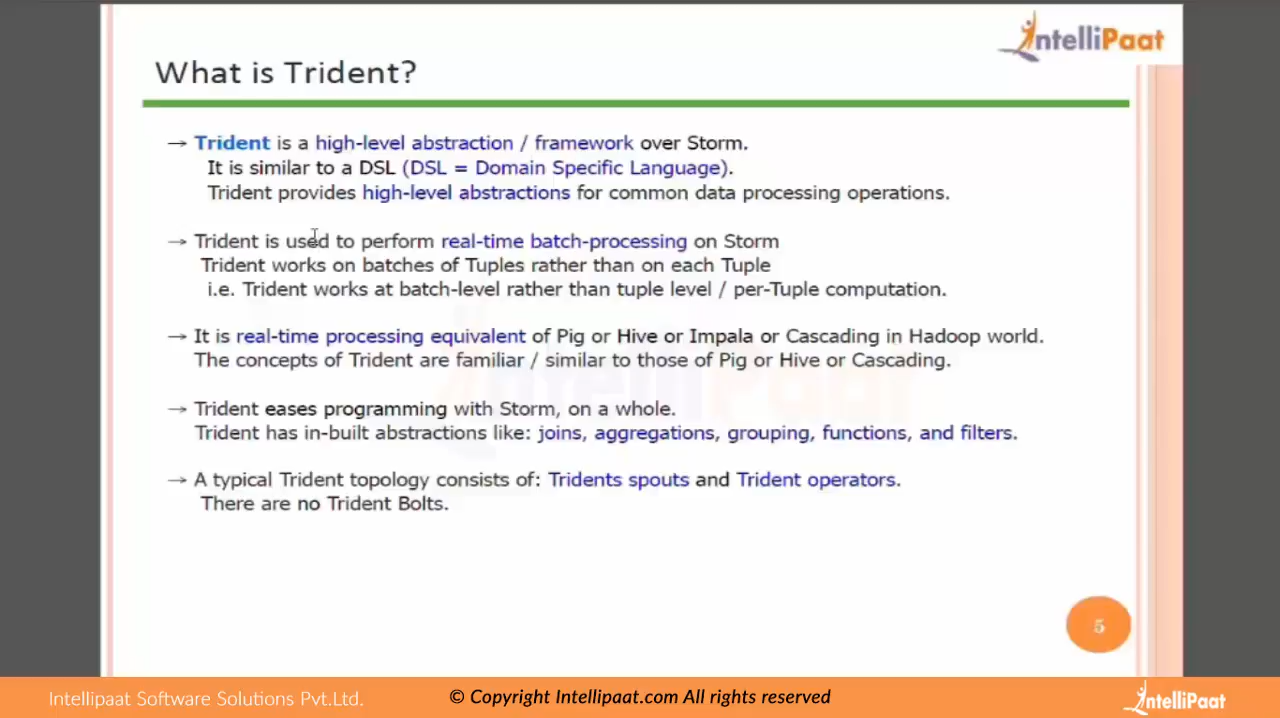 IntelliPaat
What is Trident?
→ Trident is a high-level abstraction / framework over Storm.
It is similar to a DSL (DSL = Domain Specific Language).
Trident provides high-level abstractions for common data processing operations.
→ Trident is used to perform real-time batch-processing on Storm
Trident works on batches of Tuples rather than on each Tuple
i.e. Trident works at batch-level rather than tuple level / per-Tuple computation.
→ It is real-time processing equivalent of Pig or Hive or Impala or Cascading in Hadoop world.
The concepts of Trident are familiar / similar to those of Pig or Hive or Cascading.
→ Trident eases programming with Storm, on a whole.
Trident has in-built abstractions like: joins, aggregations, grouping, functions, and filters.
→ A typical Trident topology consists of: Tridents spouts and Trident operators.
There are no Trident Bolts.
5
Intellipaat Software Solutions Pvt.Ltd. © Copyright Intellipaat.com All rights reserved IntelliPaat